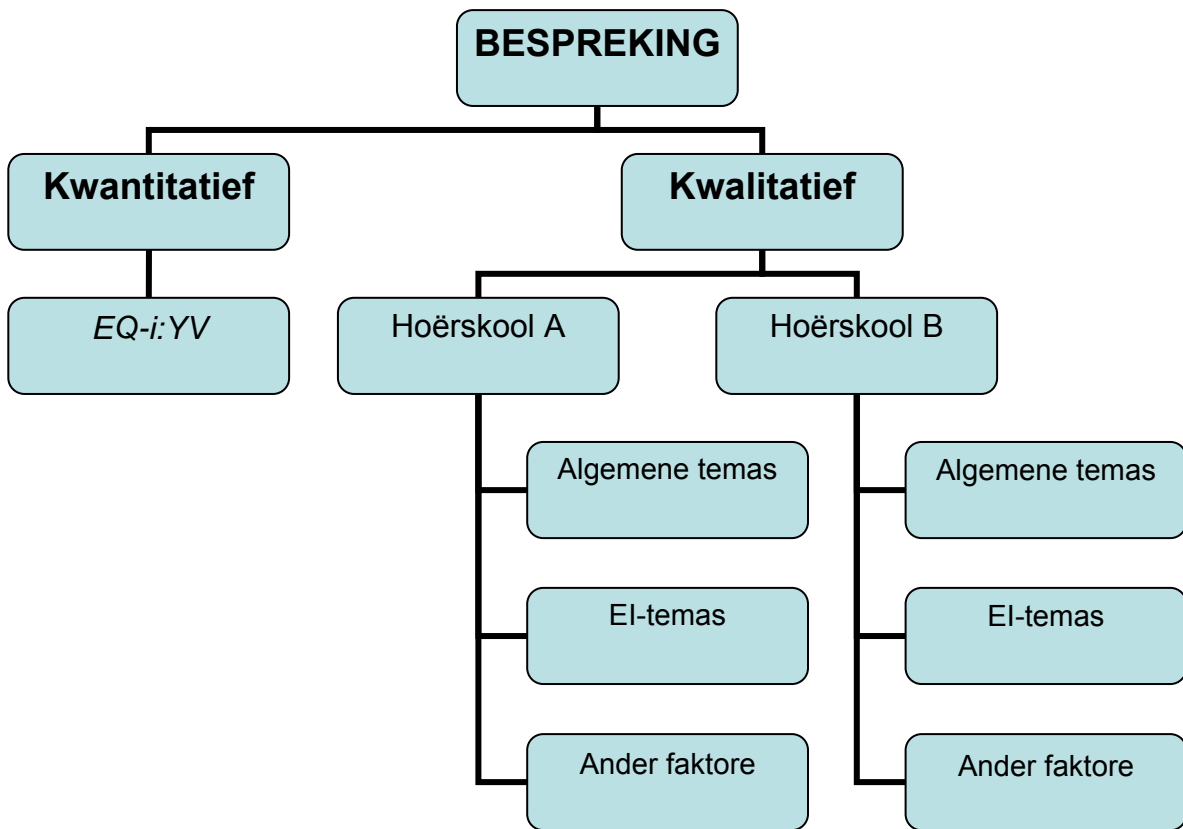 BESPREKING
Kwantitatief
Kwalitatief
EQ-i:YV
Hoërskool A
Hoërskool B
Algemene temas
Algemene temas
EI-temas
EI-temas
Ander faktore
Ander faktore